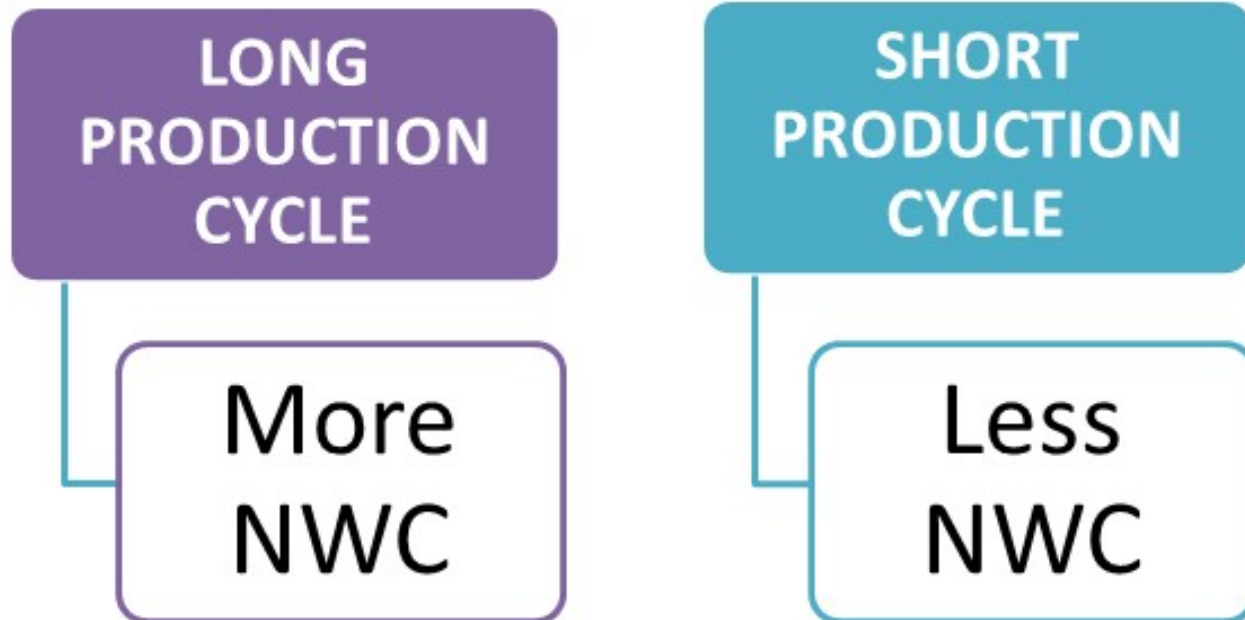 LONG
PRODUCTION
CYCLE
More
NWC
SHORT
PRODUCTION
CYCLE
Less
NWC